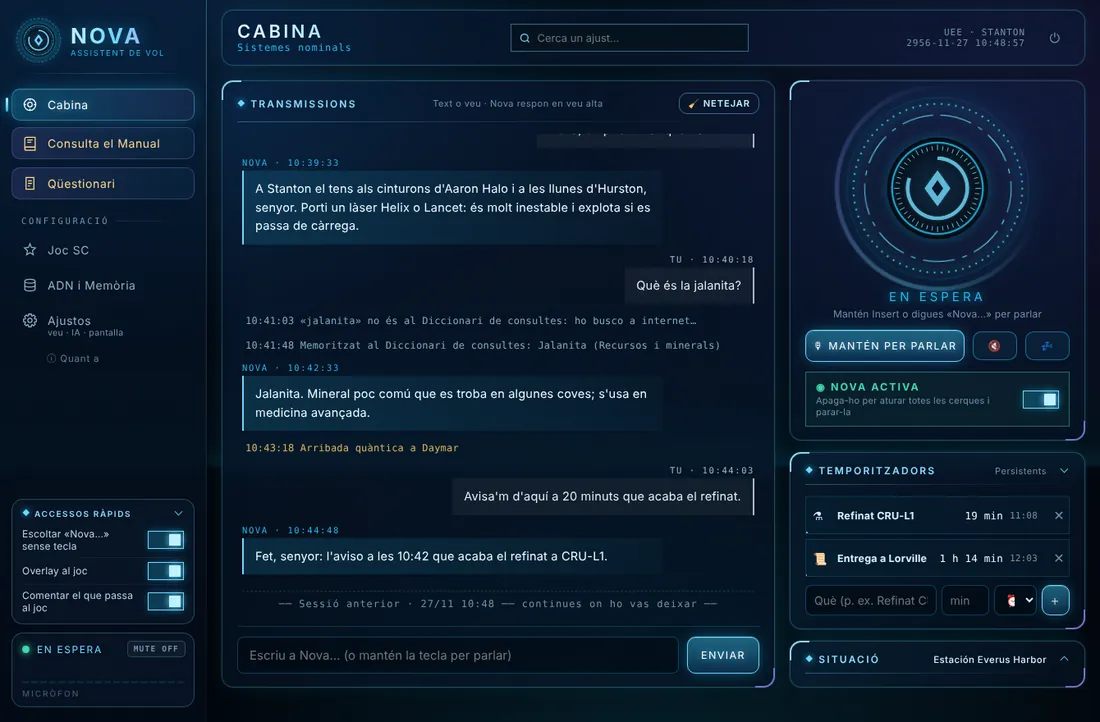 NOVA
ASSISTENT DE VOL
Cabina
Consulta el Manual
Qüestionari
CONFIGURACIÓ
Joc SC
ADN i Memòria
Ajustos
veu · IA · pantalla
Quant a
ACCESSOS RÀPIDS
Escoltar «Nova…»
sense tecla
Overlay al joc
Comentar el que passa
al joc
EN ESPERA
MUTE OFF
MICRÒFON
CABINA
Sistemes nominals
Cerca un ajust...
UEE · STANTON
2956-11-27 10:48:57
TRANSMISSIONS
Text o veu · Nova respon en veu alta
NETEJAR
NOVA · 10:39:33
A Stanton el tens als cinturons d'Aaron Halo i a les llunes d'Hurston,
senyor. Porti un làser Helix o Lancet: és molt inestable i explota si es
passa de càrrega.
TU · 10:40:18
Què és la jalanita?
10:41:03 «jalanita» no és al Diccionari de consultes: ho busco a internet…
10:41:48 Memoritzat al Diccionari de consultes: Jalanita (Recursos i minerals)
NOVA · 10:42:33
Jalanita. Mineral poc comú que es troba en algunes coves; s'usa en
medicina avançada.
10:43:18 Arribada quàntica a Daymar
TU · 10:44:03
Avisa'm d'aquí a 20 minuts que acaba el refinat.
NOVA · 10:44:48
Fet, senyor: l'aviso a les 10:42 que acaba el refinat a CRU-L1.
—— Sessió anterior · 27/11 10:48 —— continues on ho vas deixar ——
Escriu a Nova... (o mantén la tecla per parlar)
ENVIAR
EN ESPERA
Mantén Insert o digues «Nova…» per parlar
MANTÉN PER PARLAR
NOVA ACTIVA
Apaga-ho per aturar totes les cerques i
parar-la
TEMPORITZADORS
Persistents
Refinat CRU-L1 19 min 11:08
Entrega a Lorville 1 h 14 min 12:03
Què (p. ex. Refinat C
min
+
SITUACIÓ
Estación Everus Harbor